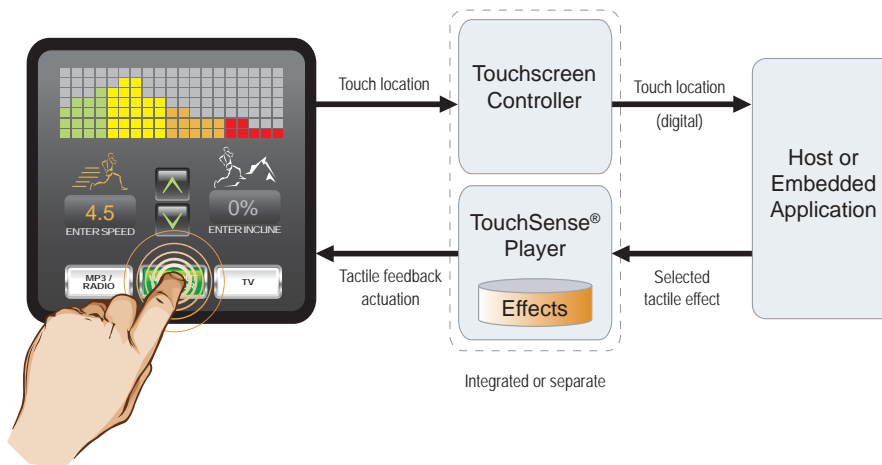 Touch location
Touchscreen
Controller
Touch location
(digital)
Host or
Embedded
Application
4.5
ENTER SPEED
0%
ENTER INCLINE
MP3 /
RADIO
TV
Tactile feedback
actuation
TouchSense®
Player
Effects
Selected
tactile effect
Integrated or separate